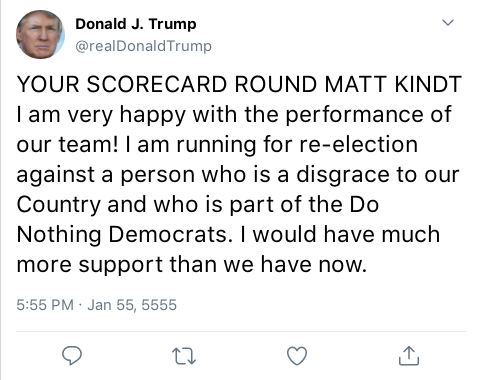 Donald J. Trump
@realDonaldTrump
YOUR SCORECARD ROUND MATT KINDT
I am very happy with the performance of
our team! I am running for re-election
against a person who is a disgrace to our
Country and who is part of the Do
Nothing Democrats. I would have much
more support than we have now.
5:55 PM · Jan 55, 5555